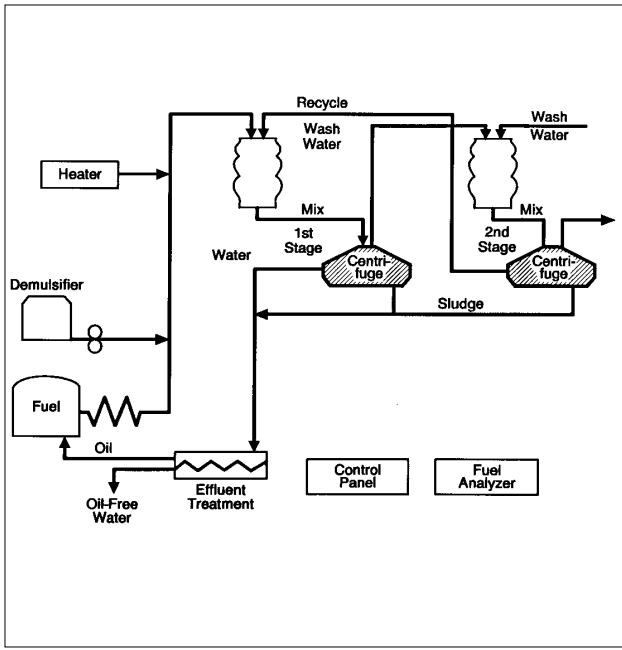 Recycle
Wash
Water
Wash
Water
Heater
Mix
1st
Stage
Mix
2nd
Stage
Water
Centri-
fuge
Centri-
fuge
Demulsifier
Sludge
Fuel
Oil
Oil-Free
Water
Effluent
Treatment
Control
Panel
Fuel
Analyzer